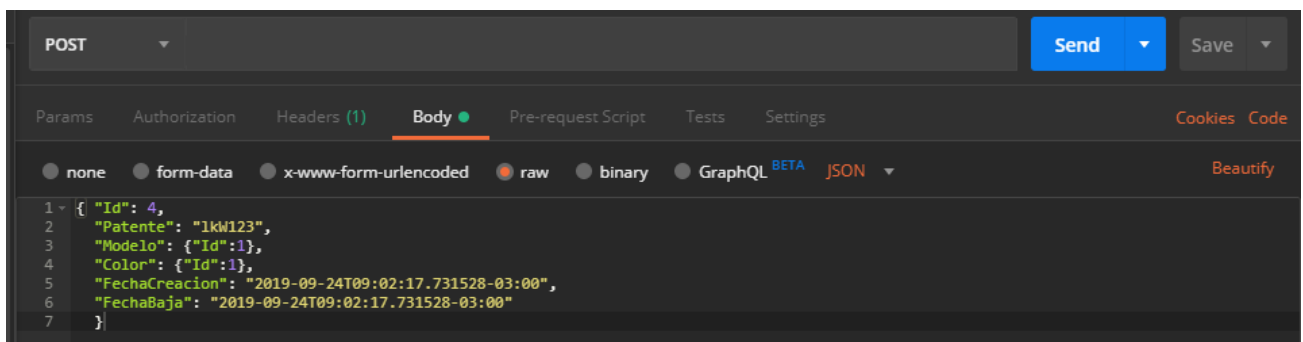 POST Send Save
Params Authorization Headers (1) Body Pre-request Script Tests Settings Cookies Code
none form-data x-www-form-urlencoded raw binary GraphQL BETA JSON Beautify
1 { "Id": 4,
2 "Patente": "lkW123",
3 "Modelo": {"Id":1},
4 "Color": {"Id":1},
5 "FechaCreacion": "2019-09-24T09:02:17.731528-03:00",
6 "FechaBaja": "2019-09-24T09:02:17.731528-03:00"
7 }